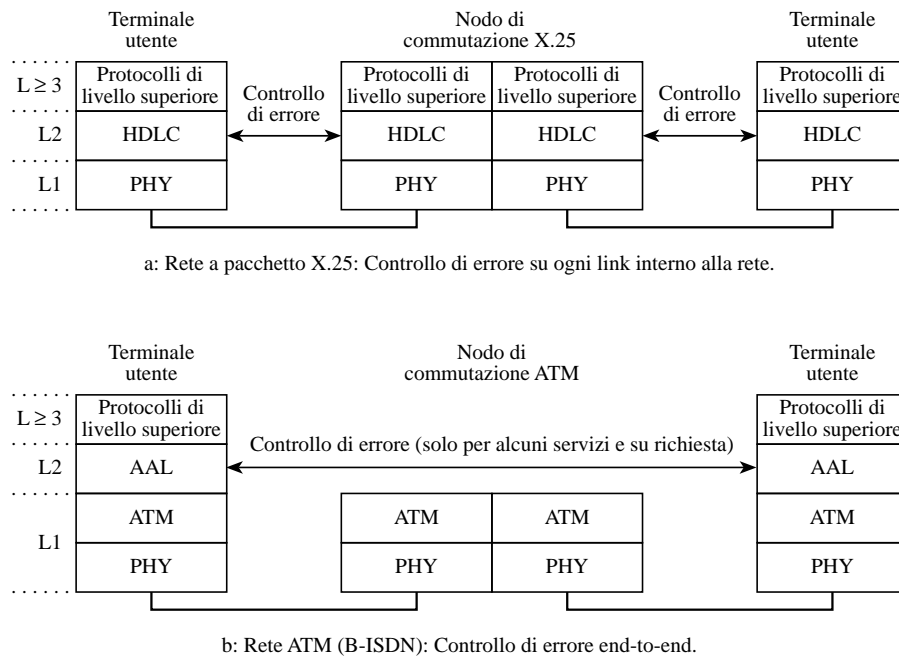 Terminale
utente
Nodo di
commutazione X.25
Terminale
utente
L ≥ 3
Protocolli di
livello superiore
Controllo
di errore
Protocolli di
livello superiore
Protocolli di
livello superiore
Controllo
di errore
Protocolli di
livello superiore
L2
HDLC
HDLC
HDLC
HDLC
L1
PHY
PHY
PHY
PHY
a: Rete a pacchetto X.25: Controllo di errore su ogni link interno alla rete.
Terminale
utente
Nodo di
commutazione ATM
Terminale
utente
L ≥ 3
Protocolli di
livello superiore
Protocolli di
livello superiore
Controllo di errore (solo per alcuni servizi e su richiesta)
L2
AAL
AAL
L1
ATM
ATM
ATM
ATM
PHY
PHY
PHY
PHY
b: Rete ATM (B-ISDN): Controllo di errore end-to-end.